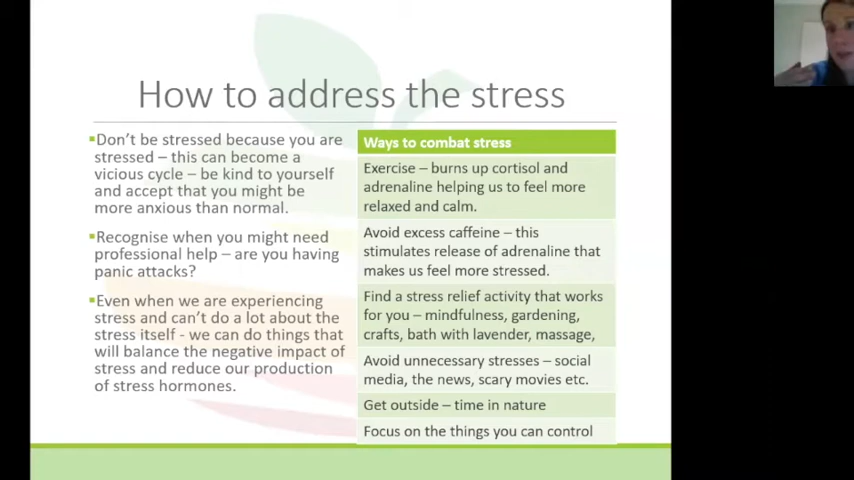 How to address the stress
▪Don't be stressed because you are
stressed – this can become a
vicious cycle – be kind to yourself
and accept that you might be
more anxious than normal.
▪Recognise when you might need
professional help – are you having
panic attacks?
▪Even when we are experiencing
stress and can't do a lot about the
stress itself - we can do things that
will balance the negative impact of
stress and reduce our production
of stress hormones.
Ways to combat stress
Exercise – burns up cortisol and
adrenaline helping us to feel more
relaxed and calm.
Avoid excess caffeine – this
stimulates release of adrenaline that
makes us feel more stressed.
Find a stress relief activity that works
for you – mindfulness, gardening,
crafts, bath with lavender, massage,
Avoid unnecessary stresses – social
media, the news, scary movies etc.
Get outside – time in nature
Focus on the things you can control